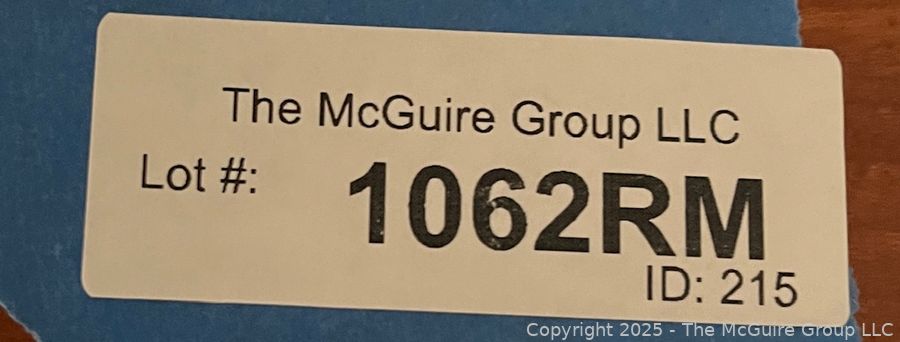 The McGuire Group LLC
Lot #: 1062RM
ID: 215
Copyright 2025 - The McGuire Group LLC